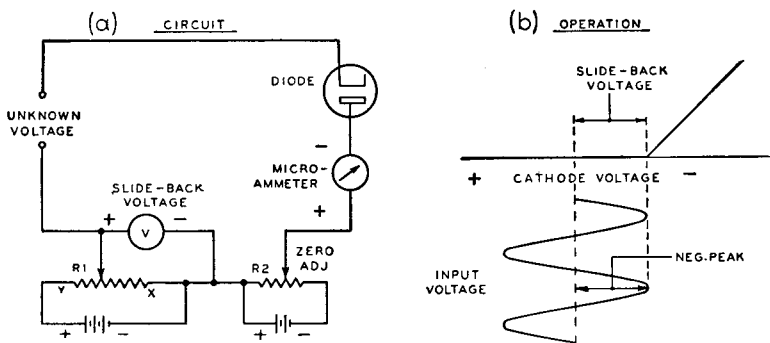 (a) CIRCUIT
DIODE
UNKNOWN
VOLTAGE
-
MICRO-
AMMETER
+
SLIDE-BACK
VOLTAGE
+ -
V
R1
Y X
+ -
R2
ZERO
ADJ
+ -
(b) OPERATION
SLIDE-BACK
VOLTAGE
+ CATHODE VOLTAGE -
INPUT
VOLTAGE
NEG. PEAK